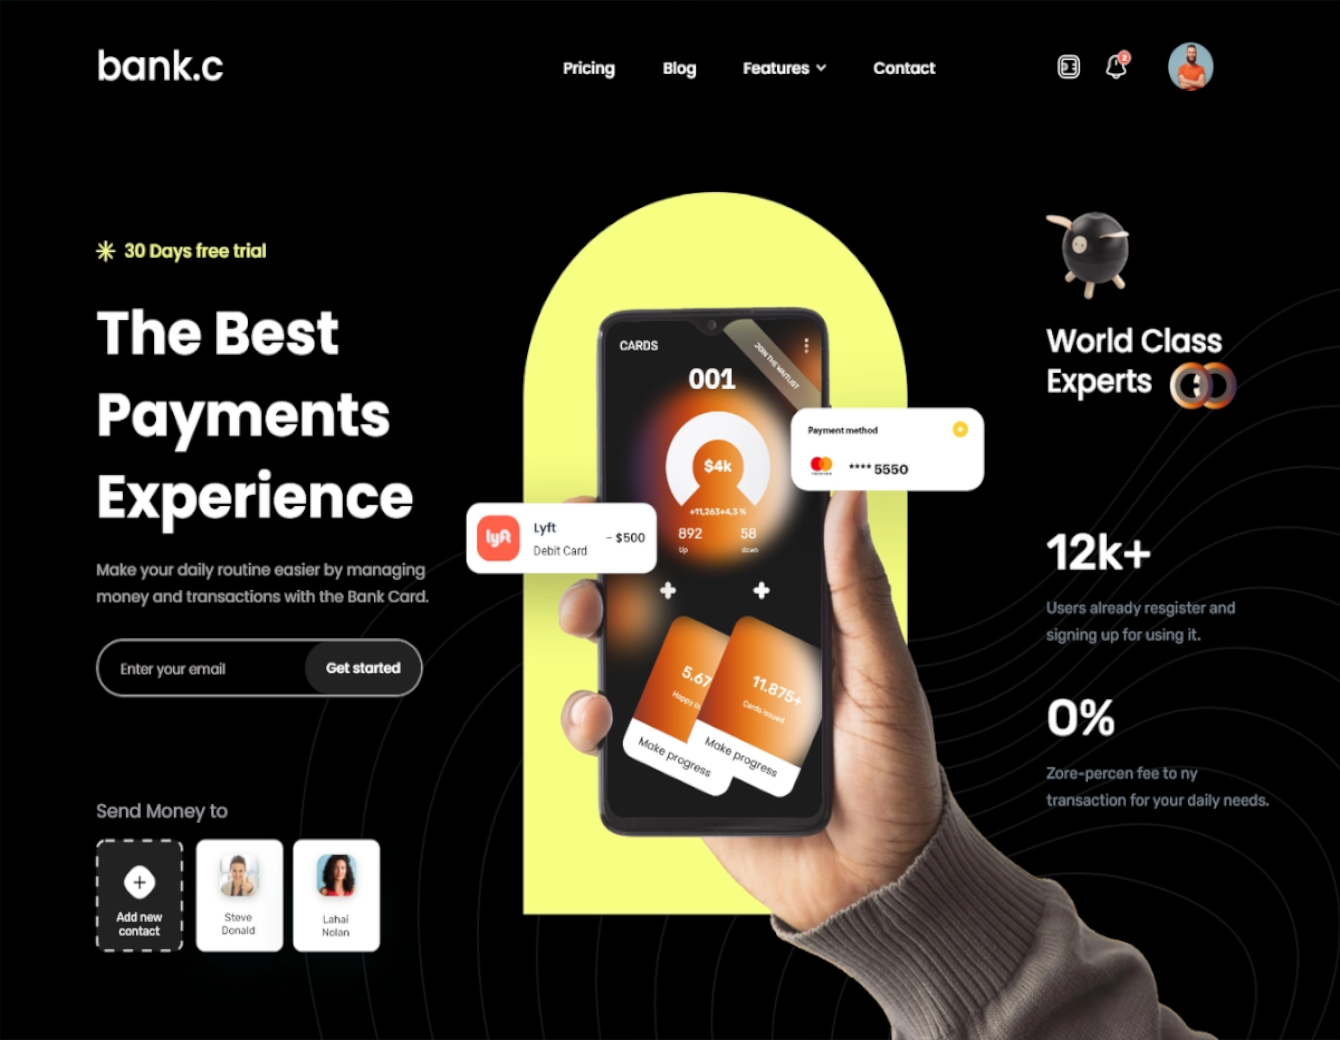 bank.c
Pricing
Blog
Features
Contact
2
30 Days free trial
The Best
Payments
Experience
Make your daily routine easier by managing
money and transactions with the Bank Card.
Enter your email
Get started
Send Money to
Add new
contact
Steve
Donald
Lahai
Nolan
CARDS
JOIN THE WAITLIST
001
$4k
+11,263+4,3 %
892
Up
58
down
5.67
Happy c
Make progress
11.875+
Cards issued
Make progress
Payment method
**** 5550
lyft
Lyft
Debit Card
- $500
World Class
Experts
12k+
Users already resgister and
signing up for using it.
0%
Zore-percen fee to ny
transaction for your daily needs.